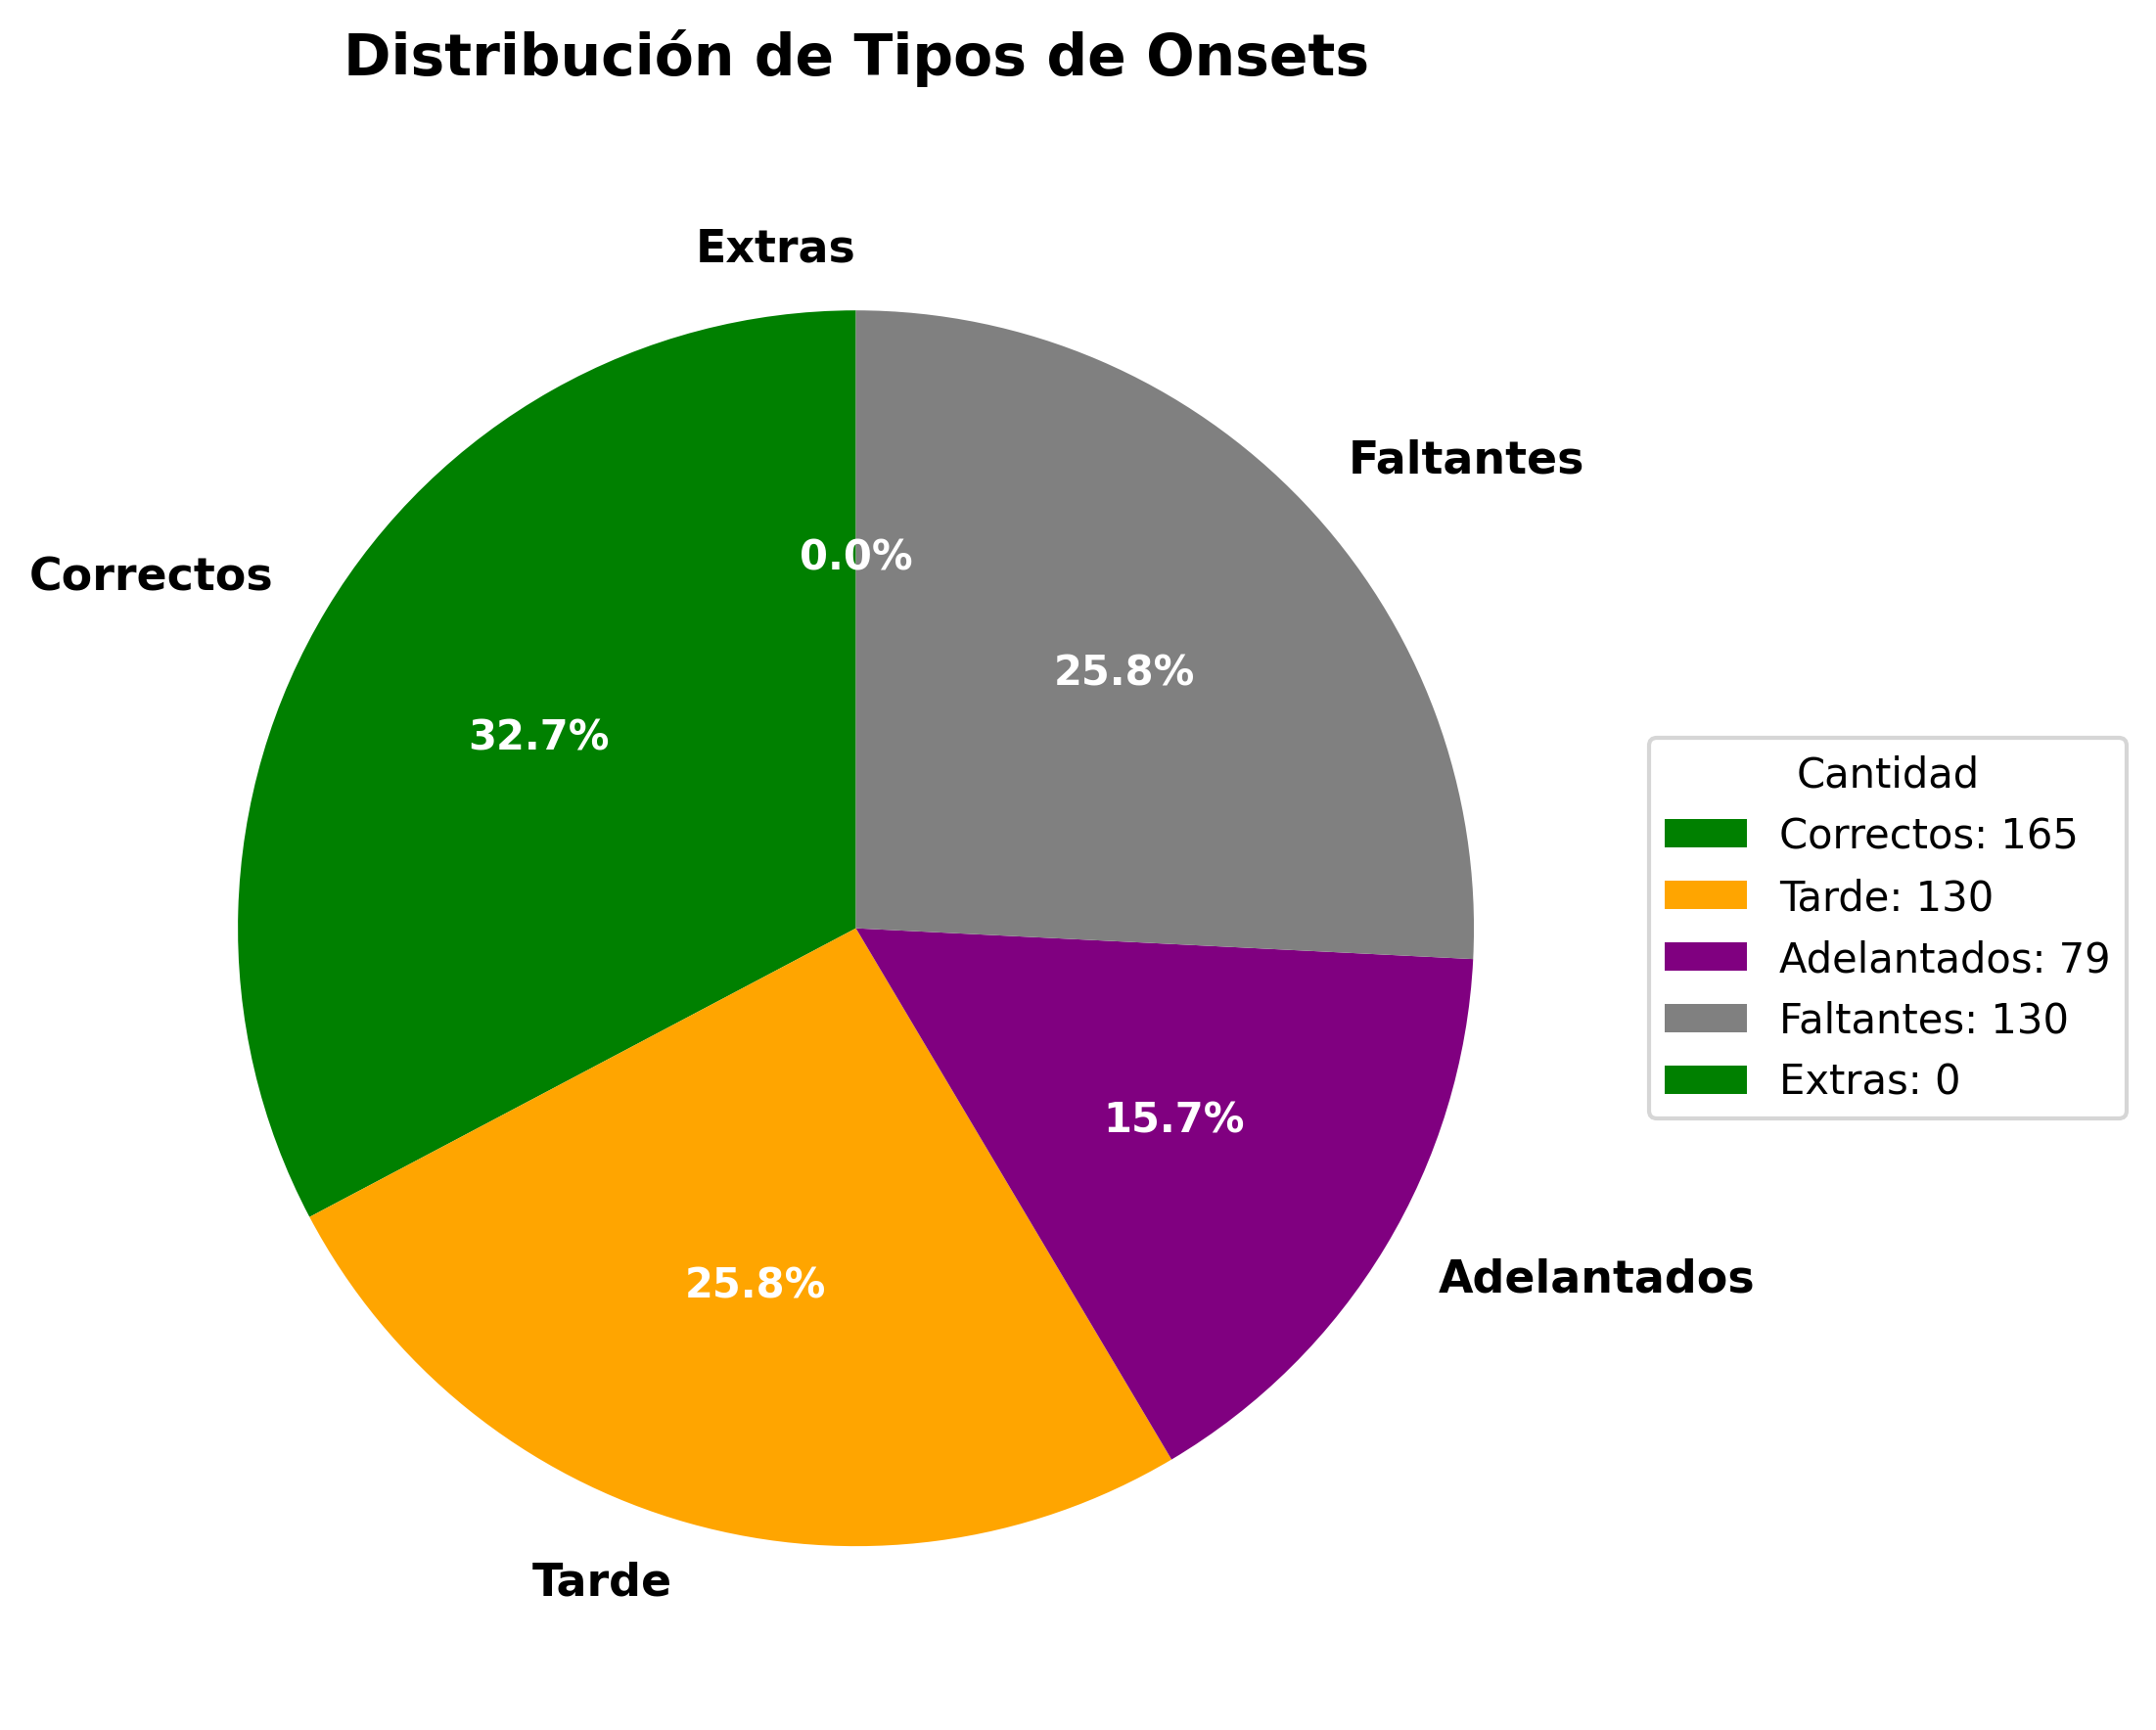 Distribución de Tipos de Onsets
Extras
Faltantes
Correctos
0.0%
25.8%
32.7%
Cantidad
Correctos: 165
Tarde: 130
Adelantados: 79
Faltantes: 130
Extras: 0
15.7%
25.8%
Adelantados
Tarde